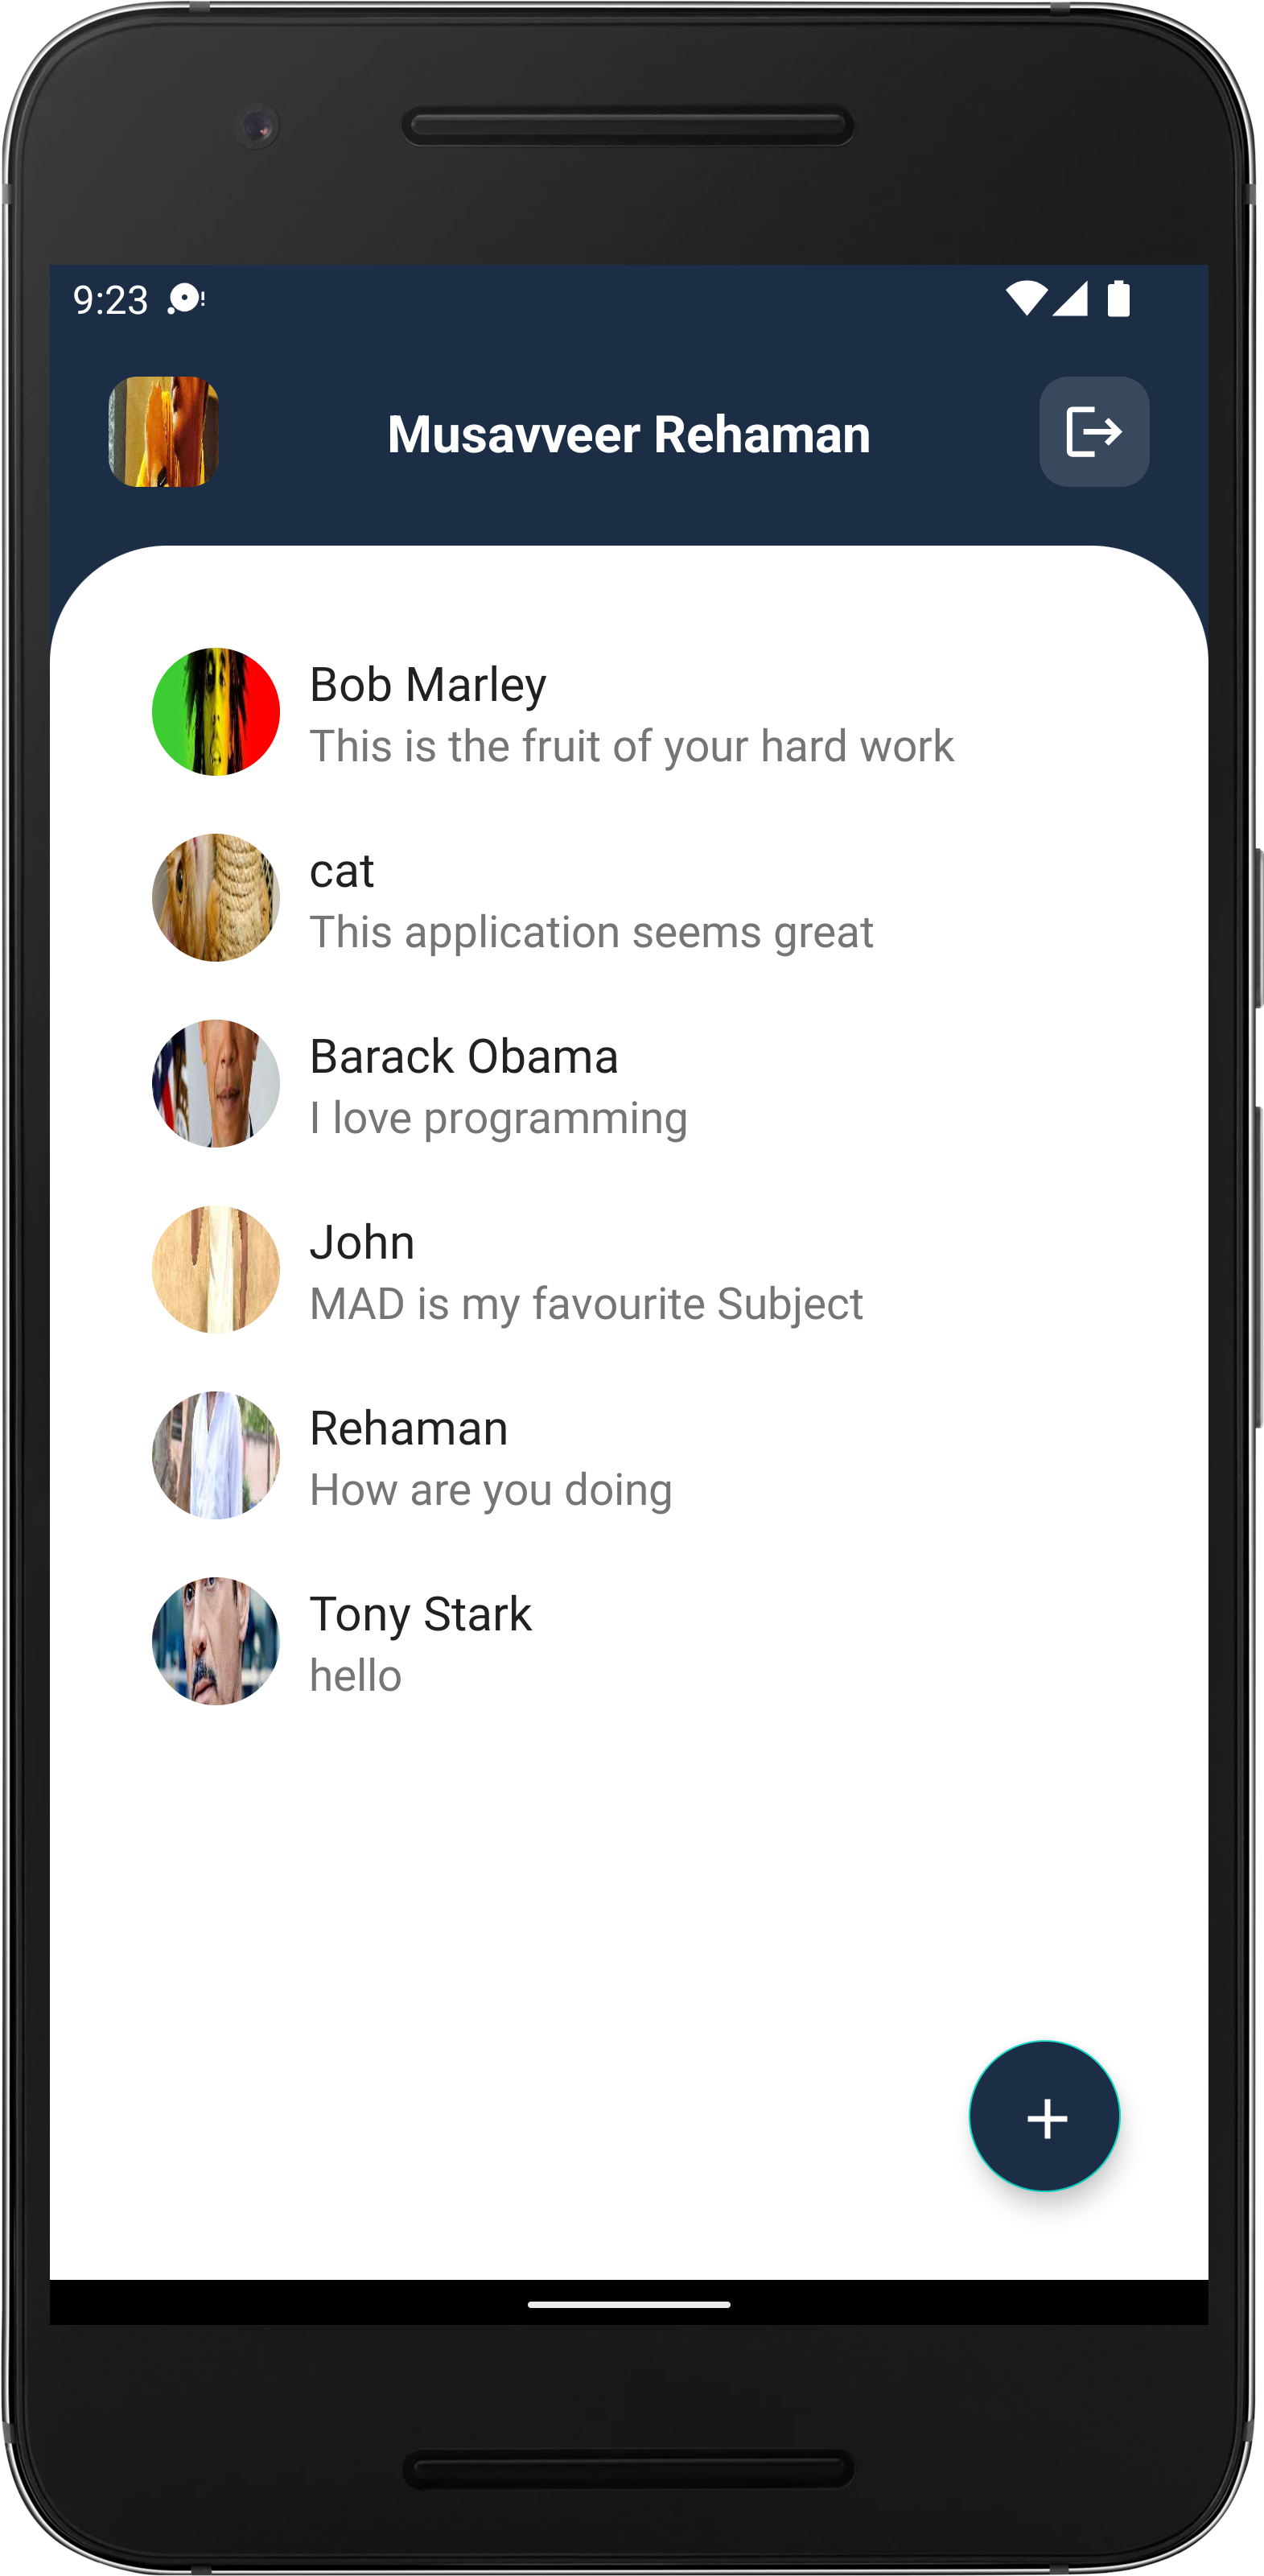 9:23
Musavveer Rehaman
Bob Marley
This is the fruit of your hard work
cat
This application seems great
Barack Obama
I love programming
John
MAD is my favourite Subject
Rehaman
How are you doing
Tony Stark
hello